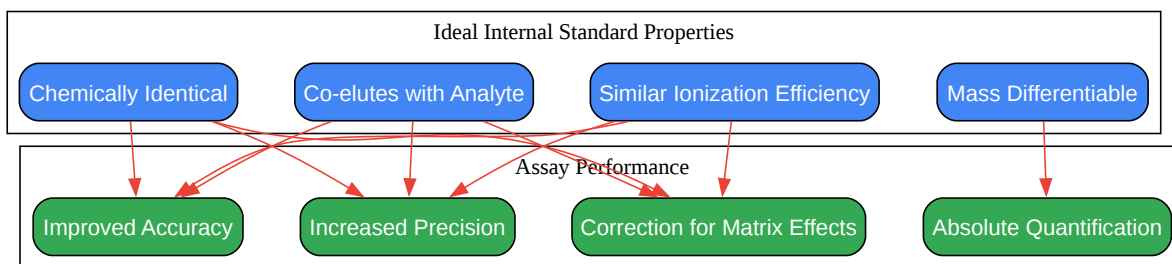 Ideal Internal Standard Properties
Chemically Identical
Co-elutes with Analyte
Similar Ionization Efficiency
Mass Differentiable
Assay Performance
Improved Accuracy
Increased Precision
Correction for Matrix Effects
Absolute Quantification